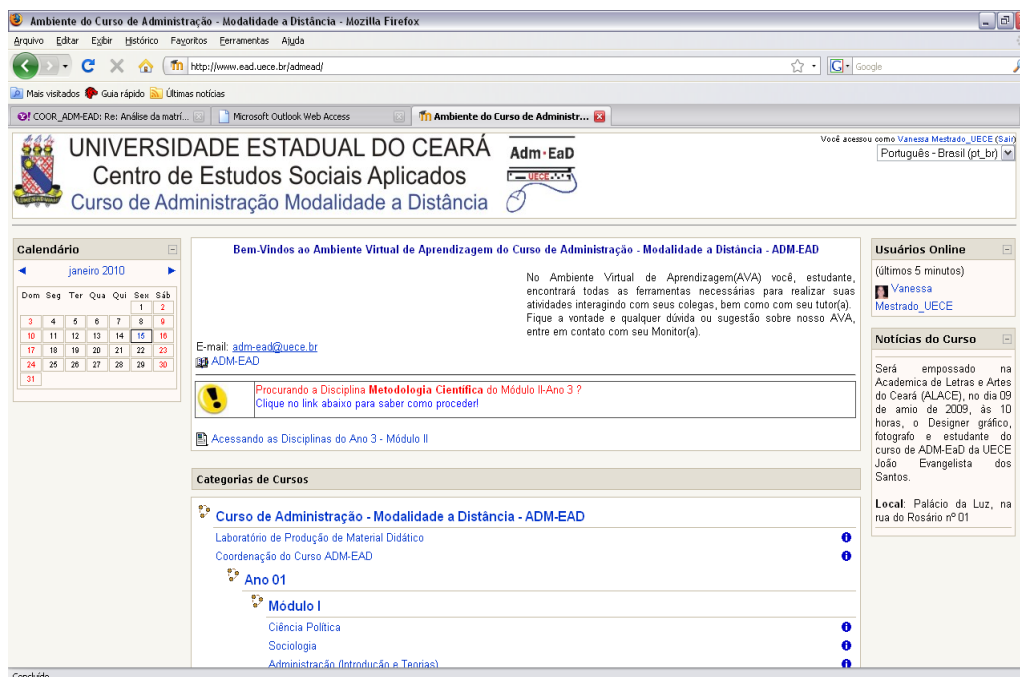 Ambiente do Curso de Administração - Modalidade a Distância - Mozilla Firefox
Arquivo Editar Exibir Histórico Favoritos Ferramentas Ajuda
http://www.ead.uece.br/admead/
Google
Mais visitados Guia rápido Últimas notícias
COOR_ADM-EAD: Re: Análise da matrí... Microsoft Outlook Web Access Ambiente do Curso de Administr...
UNIVERSIDADE ESTADUAL DO CEARÁ
Centro de Estudos Sociais Aplicados
Curso de Administração Modalidade a Distância
Adm·EaD
UECE
Você acessou como Vanessa Mestrado_UECE (Sair)
Português - Brasil (pt_br)
Calendário
janeiro 2010
Dom Seg Ter Qua Qui Sex Sáb
1 2
3 4 5 6 7 8 9
10 11 12 13 14 15 16
17 18 19 20 21 22 23
24 25 26 27 28 29 30
31
Bem-Vindos ao Ambiente Virtual de Aprendizagem do Curso de Administração - Modalidade a Distância - ADM-EAD
No Ambiente Virtual de Aprendizagem(AVA) você, estudante,
encontrará todas as ferramentas necessárias para realizar suas
atividades interagindo com seus colegas, bem como com seu tutor(a).
Fique a vontade e qualquer dúvida ou sugestão sobre nosso AVA,
entre em contato com seu Monitor(a).
E-mail: adm-ead@uece.br
ADM-EAD
Procurando a Disciplina Metodologia Científica do Módulo II-Ano 3 ?
Clique no link abaixo para saber como proceder!
Acessando as Disciplinas do Ano 3 - Módulo II
Categorias de Cursos
Curso de Administração - Modalidade a Distância - ADM-EAD
Laboratório de Produção de Material Didático
Coordenação do Curso ADM-EAD
Ano 01
Módulo I
Ciência Política
Sociologia
Administração (Introdução e Teorias)
Usuários Online
(últimos 5 minutos)
Vanessa
Mestrado_UECE
Notícias do Curso
Será empossado na
Academica de Letras e Artes
do Ceará (ALACE), no dia 09
de amio de 2009, ás 10
horas, o Designer gráfico,
fotografo e estudante do
curso de ADM-EaD da UECE
João Evangelista dos
Santos.
Local: Palácio da Luz, na
rua do Rosário nº 01
Concluído